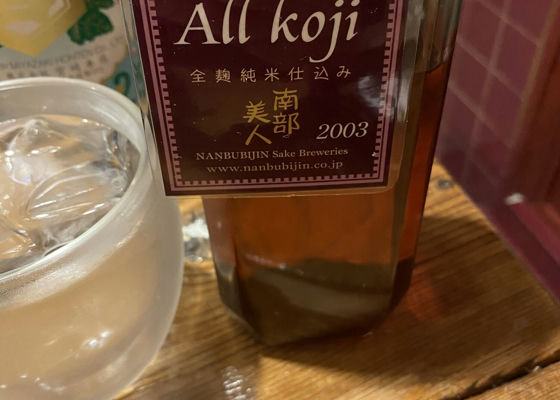 All koji
全麹純米仕込み
南部
美人
2003
NANBUBIJIN Sake Breweries
www.nanbubijin.co.jp